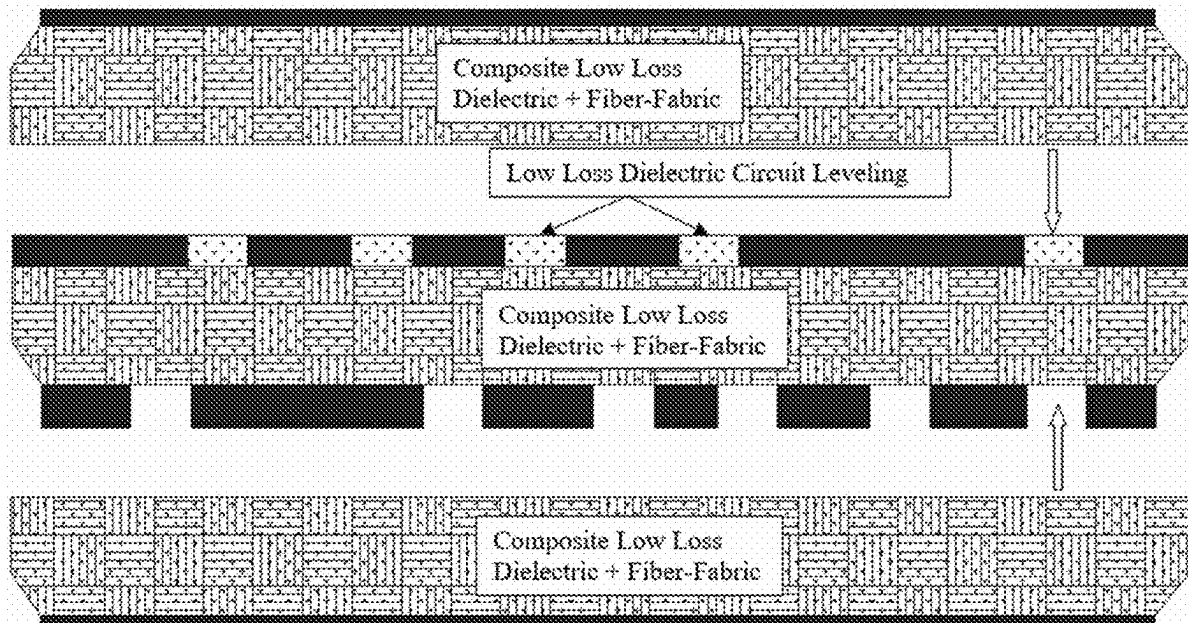 Composite Low Loss
Dielectric + Fiber-Fabric
Low Loss Dielectric Circuit Leveling
Composite Low Loss
Dielectric + Fiber-Fabric
Composite Low Loss
Dielectric + Fiber-Fabric